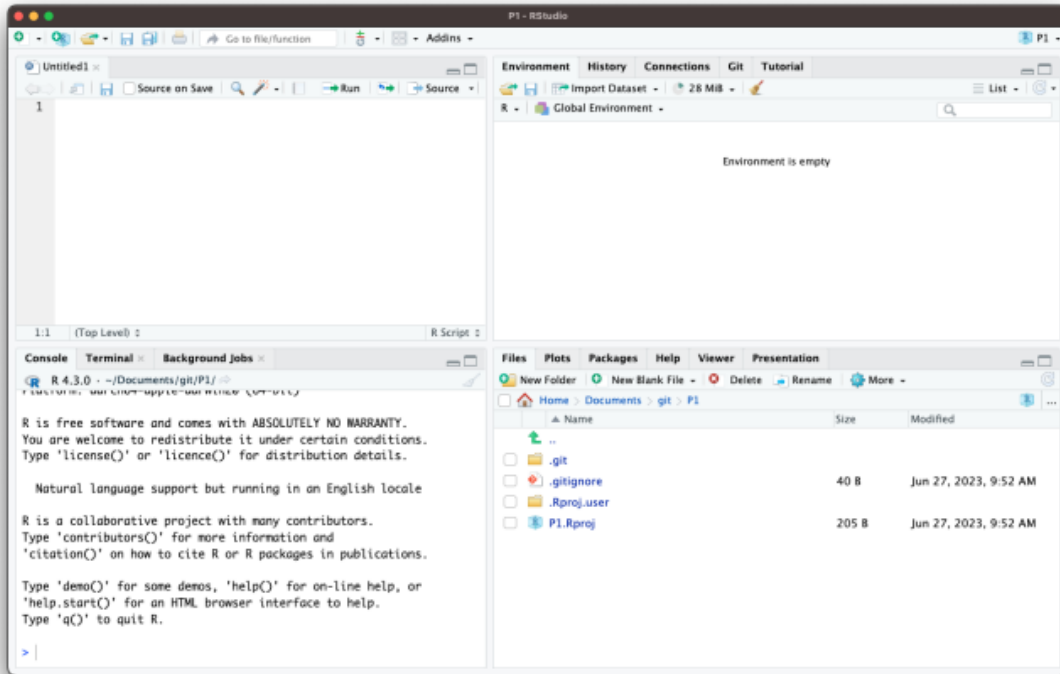 P1 - RStudio
Go to file/function
Addins
P1
Untitled1
Source on Save
Run
Source
1
1:1 (Top Level)
R Script
Environment History Connections Git Tutorial
Import Dataset
28 MiB
List
R
Global Environment
Environment is empty
Console Terminal Background Jobs
R 4.3.0 · ~/Documents/git/P1/
R is free software and comes with ABSOLUTELY NO WARRANTY.
You are welcome to redistribute it under certain conditions.
Type 'license()' or 'licence()' for distribution details.
Natural language support but running in an English locale
R is a collaborative project with many contributors.
Type 'contributors()' for more information and
'citation()' on how to cite R or R packages in publications.
Type 'demo()' for some demos, 'help()' for on-line help, or
'help.start()' for an HTML browser interface to help.
Type 'q()' to quit R.
>
Files Plots Packages Help Viewer Presentation
New Folder New Blank File Delete Rename More
Home Documents git P1
...
Name Size Modified
..
.git
.gitignore 40 B Jun 27, 2023, 9:52 AM
.Rproj.user
P1.Rproj 205 B Jun 27, 2023, 9:52 AM